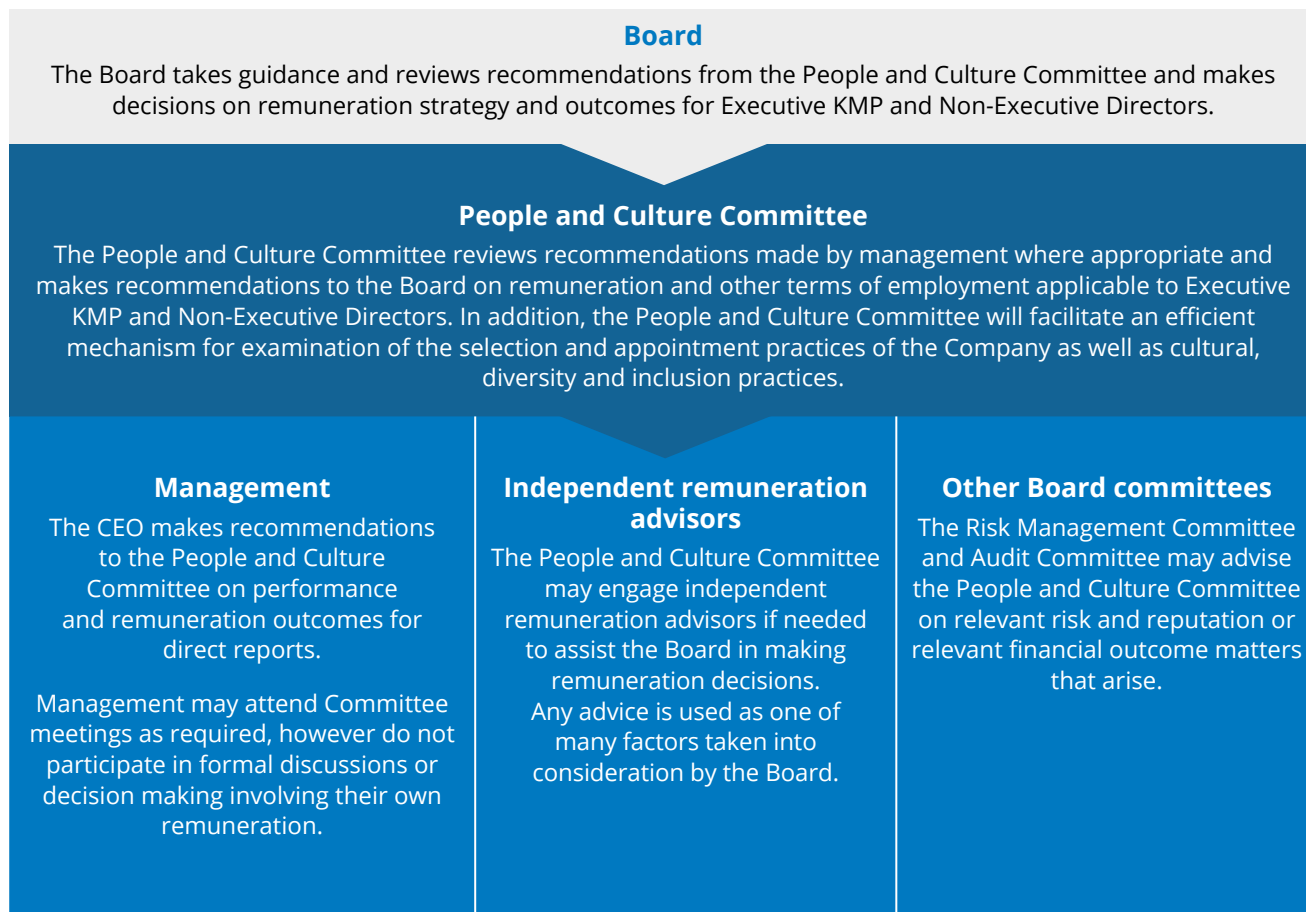 Board
The Board takes guidance and reviews recommendations from the People and Culture Committee and makes
decisions on remuneration strategy and outcomes for Executive KMP and Non-Executive Directors.
People and Culture Committee
The People and Culture Committee reviews recommendations made by management where appropriate and
makes recommendations to the Board on remuneration and other terms of employment applicable to Executive
KMP and Non-Executive Directors. In addition, the People and Culture Committee will facilitate an efficient
mechanism for examination of the selection and appointment practices of the Company as well as cultural,
diversity and inclusion practices.
Management
The CEO makes recommendations
to the People and Culture
Committee on performance
and remuneration outcomes for
direct reports.
Management may attend Committee
meetings as required, however do not
participate in formal discussions or
decision making involving their own
remuneration.
Independent remuneration
advisors
The People and Culture Committee
may engage independent
remuneration advisors if needed
to assist the Board in making
remuneration decisions.
Any advice is used as one of
many factors taken into
consideration by the Board.
Other Board committees
The Risk Management Committee
and Audit Committee may advise
the People and Culture Committee
on relevant risk and reputation or
relevant financial outcome matters
that arise.